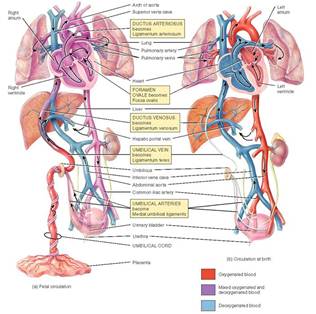 Arch of aorta
Superior vena cava
Right
atrium
Left
atrium
DUCTUS ARTERIOSUS
becomes
Ligamentum arteriosum
Lung
Pulmonary artery
Pulmonary veins
Heart
Right
ventricle
Left
ventricle
FORAMEN
OVALE becomes
Fossa ovalis
Liver
DUCTUS VENOSUS
becomes
Ligamentum venosum
Hepatic portal vein
UMBILICAL VEIN
becomes
Ligamentum teres
Umbilicus
Inferior vena cava
Abdominal aorta
Common iliac artery
UMBILICAL ARTERIES
become
Medial umbilical ligaments
Urinary bladder
Urethra
UMBILICAL CORD
Placenta
(a) Fetal circulation
(b) Circulation at birth
Oxygenated blood
Mixed oxygenated and
deoxygenated blood
Deoxygenated blood